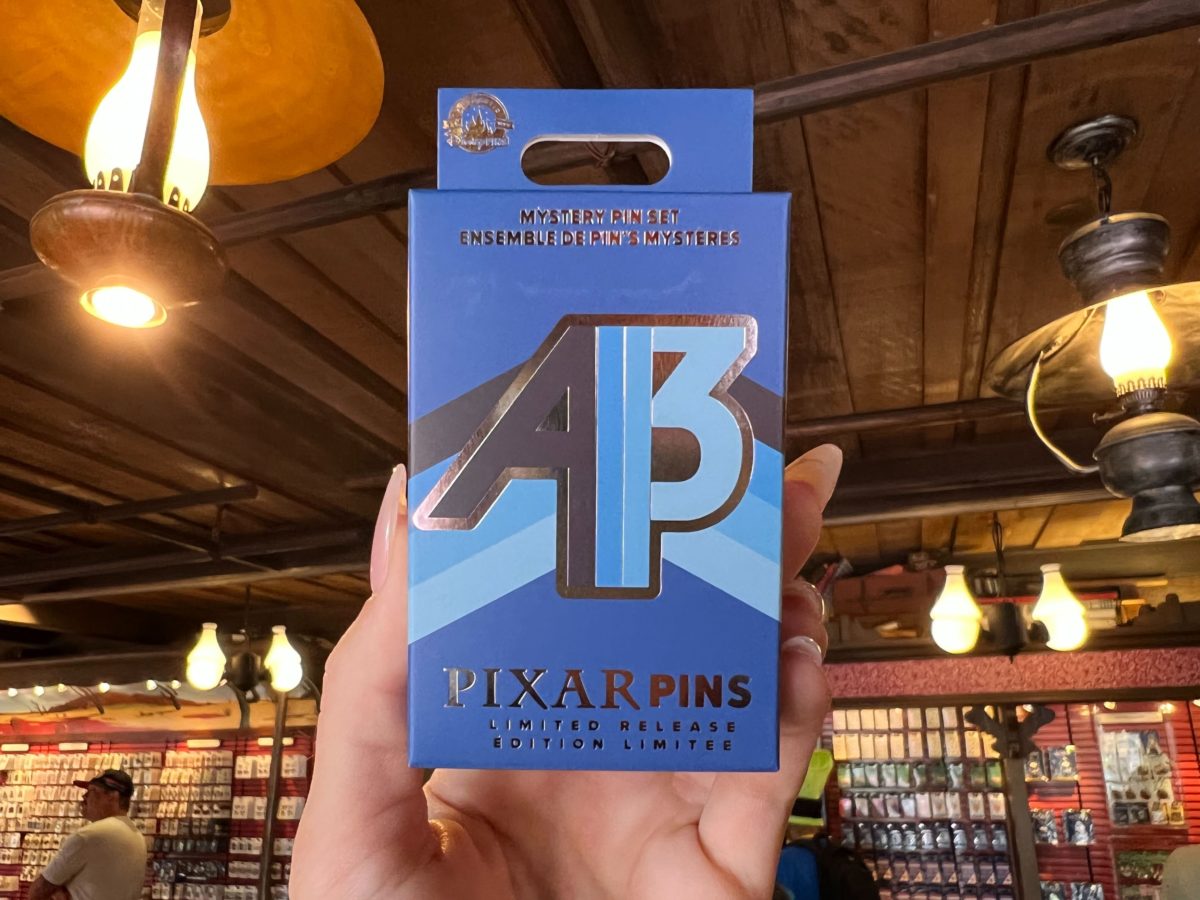 MYSTERY PIN SET
ENSEMBLE DE PIN'S MYSTÈRES
A113
PIXAR PINS
LIMITED RELEASE
ÉDITION LIMITÉE